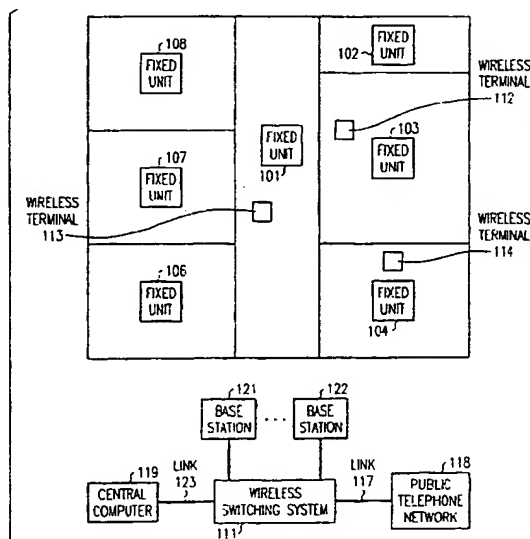 108
FIXED
UNIT
102
FIXED
UNIT
WIRELESS
TERMINAL
112
FIXED
UNIT
101
103
FIXED
UNIT
107
FIXED
UNIT
WIRELESS
TERMINAL
113
WIRELESS
TERMINAL
114
106
FIXED
UNIT
FIXED
UNIT
104
121
BASE
STATION
...
122
BASE
STATION
119
CENTRAL
COMPUTER
LINK
123
WIRELESS
SWITCHING SYSTEM
111
LINK
117
118
PUBLIC
TELEPHONE
NETWORK